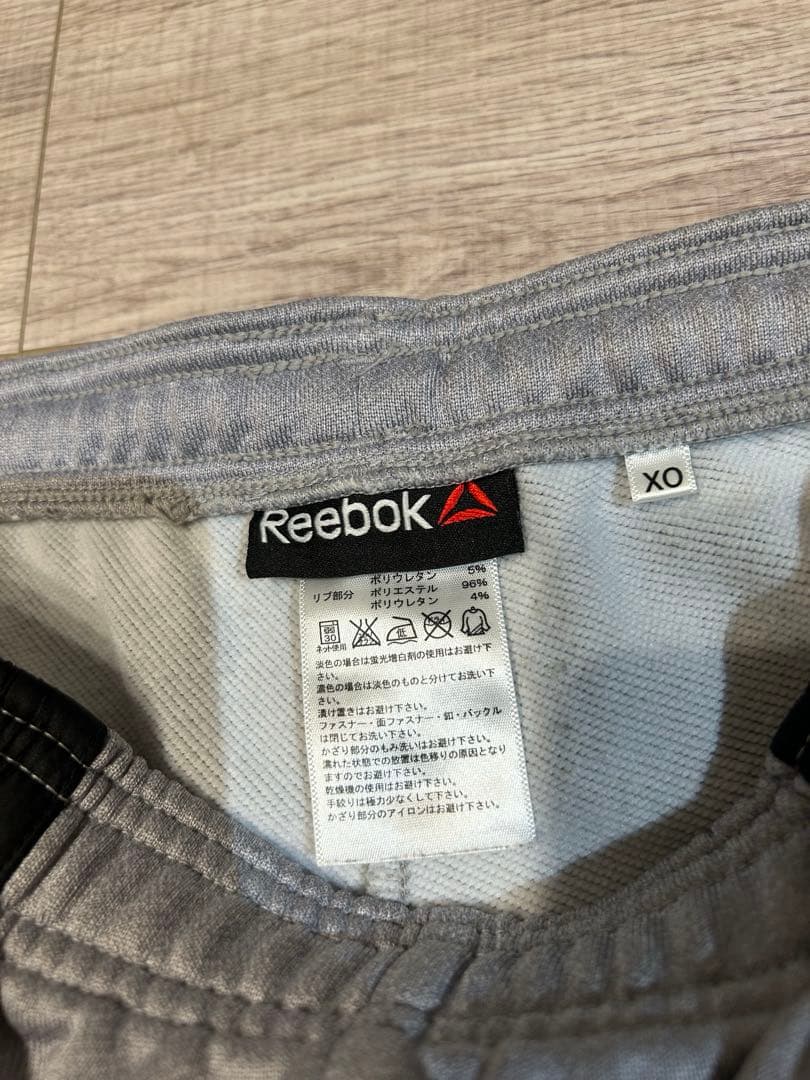 Reebok
XO
ポリウレタン 5%
リブ部分 ポリエステル 96%
ポリウレタン 4%
30
低
ネット使用
淡色の場合は蛍光増白剤の使用はお避け下
さい。
濃色の場合は淡色のものと分けてお洗い下
さい。
漬け置きはお避け下さい。
ファスナー・面ファスナー・釦・バックル
は閉じてお洗い下さい。
かざり部分のもみ洗いはお避け下さい。
濡れた状態での放置は色移りの原因となり
ますのでお避け下さい。
乾燥機の使用はお避け下さい。
手絞りは極力少なくして下さい。
かざり部分のアイロンはお避け下さい。